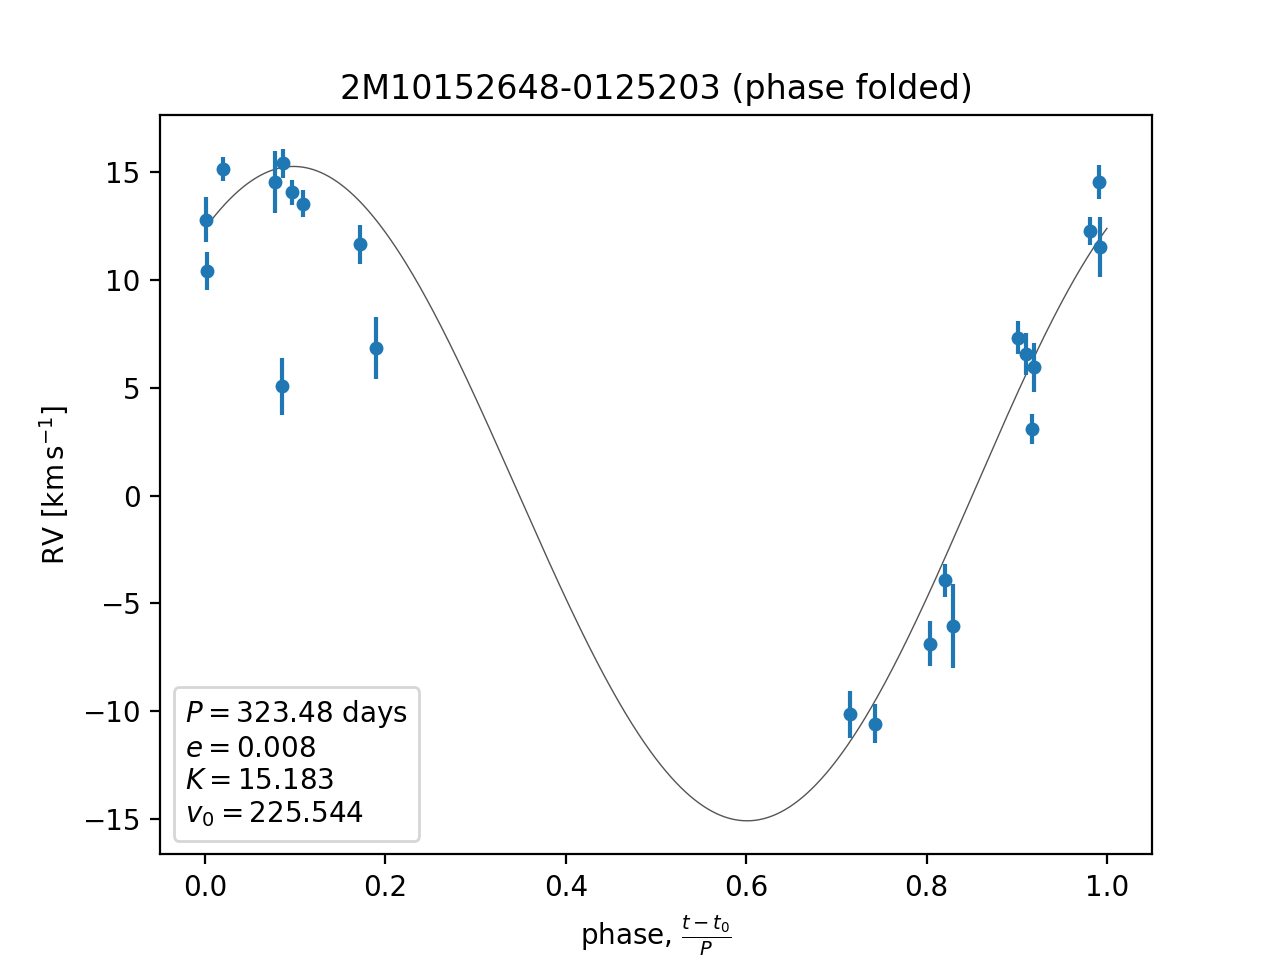 2M10152648-0125203 (phase folded)
RV [km s⁻¹]
15
10
5
0
−5
−10
−15
P = 323.48 days
e = 0.008
K = 15.183
v₀ = 225.544
0.0 0.2 0.4 0.6 0.8 1.0
phase, (t − t₀)/P